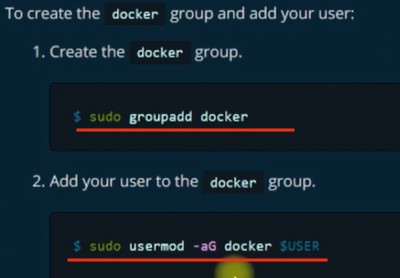 To create the docker group and add your user:
1. Create the docker group.
$ sudo groupadd docker
2. Add your user to the docker group.
$ sudo usermod -aG docker $USER